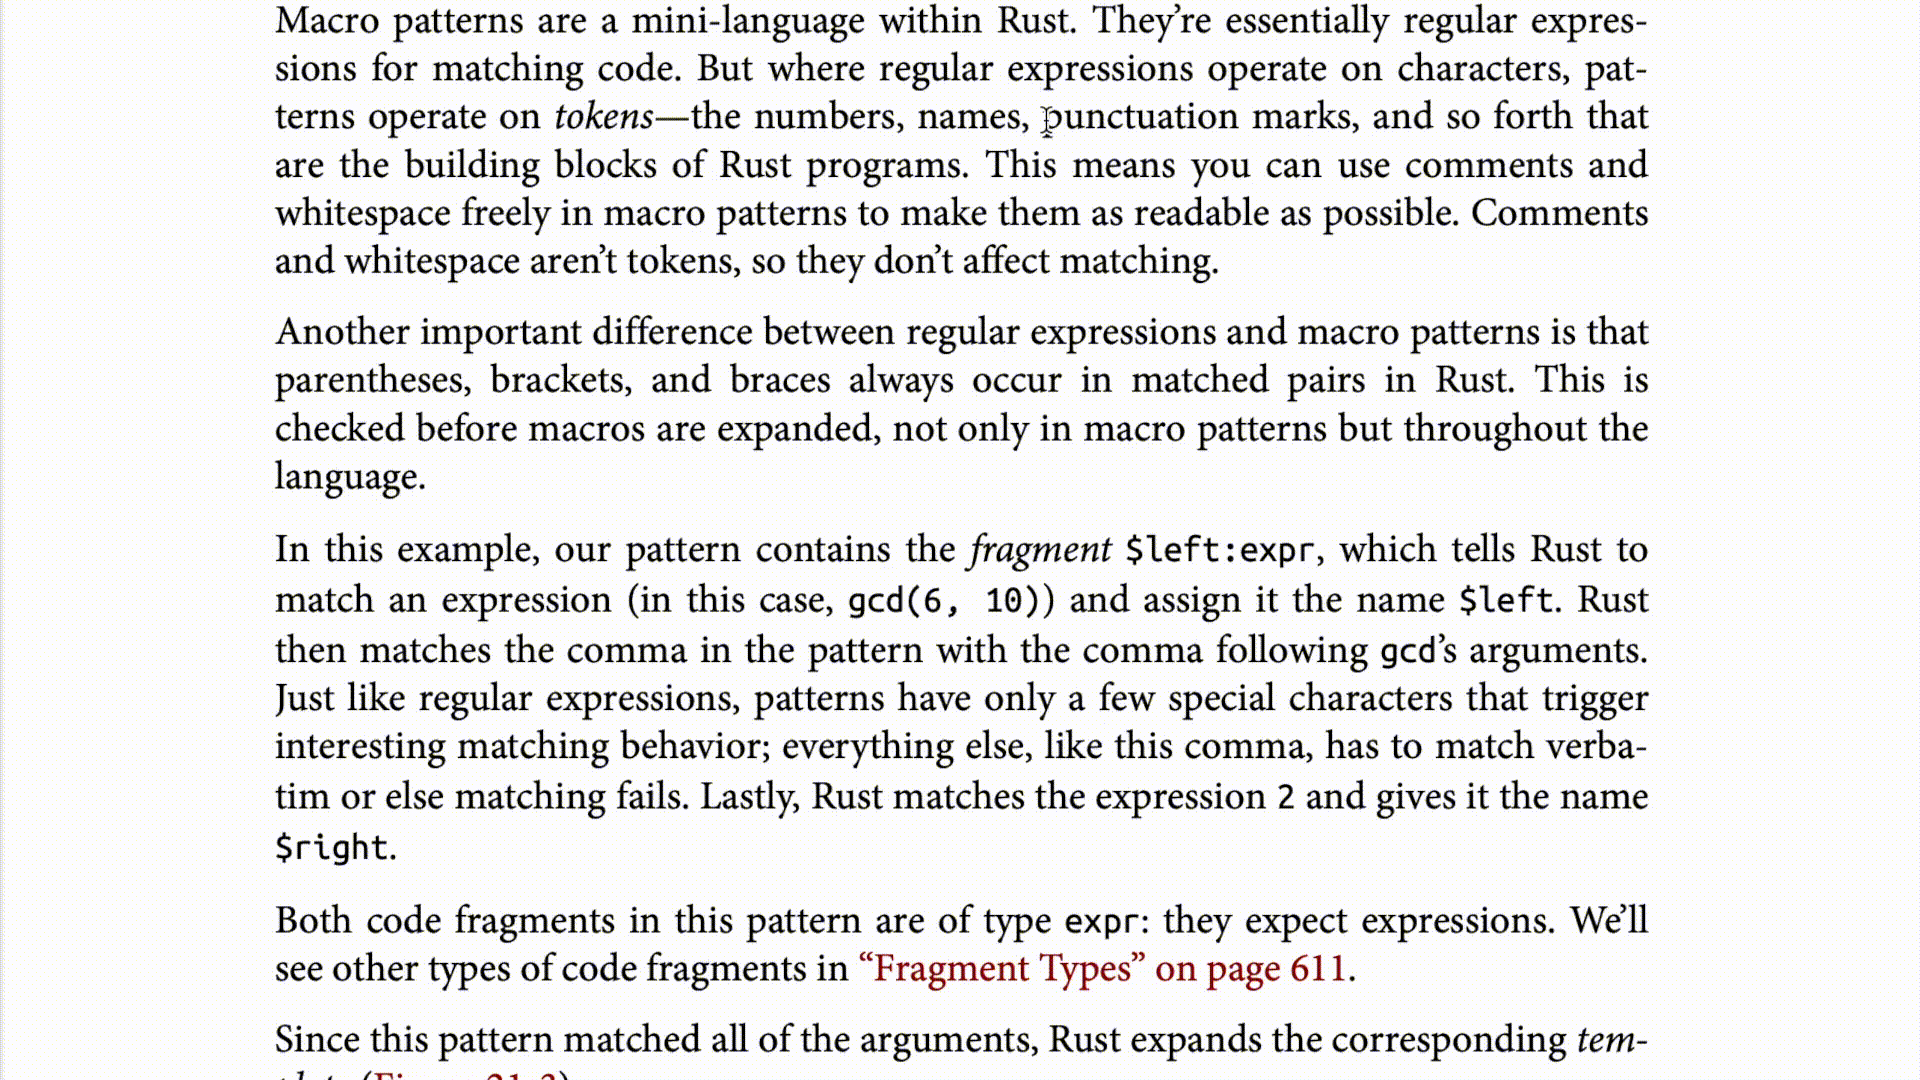 Macro patterns are a mini-language within Rust. They’re essentially regular expres-
sions for matching code. But where regular expressions operate on characters, pat-
terns operate on tokens—the numbers, names, punctuation marks, and so forth that
are the building blocks of Rust programs. This means you can use comments and
whitespace freely in macro patterns to make them as readable as possible. Comments
and whitespace aren’t tokens, so they don’t affect matching.
Another important difference between regular expressions and macro patterns is that
parentheses, brackets, and braces always occur in matched pairs in Rust. This is
checked before macros are expanded, not only in macro patterns but throughout the
language.
In this example, our pattern contains the fragment $left:expr, which tells Rust to
match an expression (in this case, gcd(6, 10)) and assign it the name $left. Rust
then matches the comma in the pattern with the comma following gcd’s arguments.
Just like regular expressions, patterns have only a few special characters that trigger
interesting matching behavior; everything else, like this comma, has to match verba-
tim or else matching fails. Lastly, Rust matches the expression 2 and gives it the name
$right.
Both code fragments in this pattern are of type expr: they expect expressions. We’ll
see other types of code fragments in “Fragment Types” on page 611.
Since this pattern matched all of the arguments, Rust expands the corresponding tem-